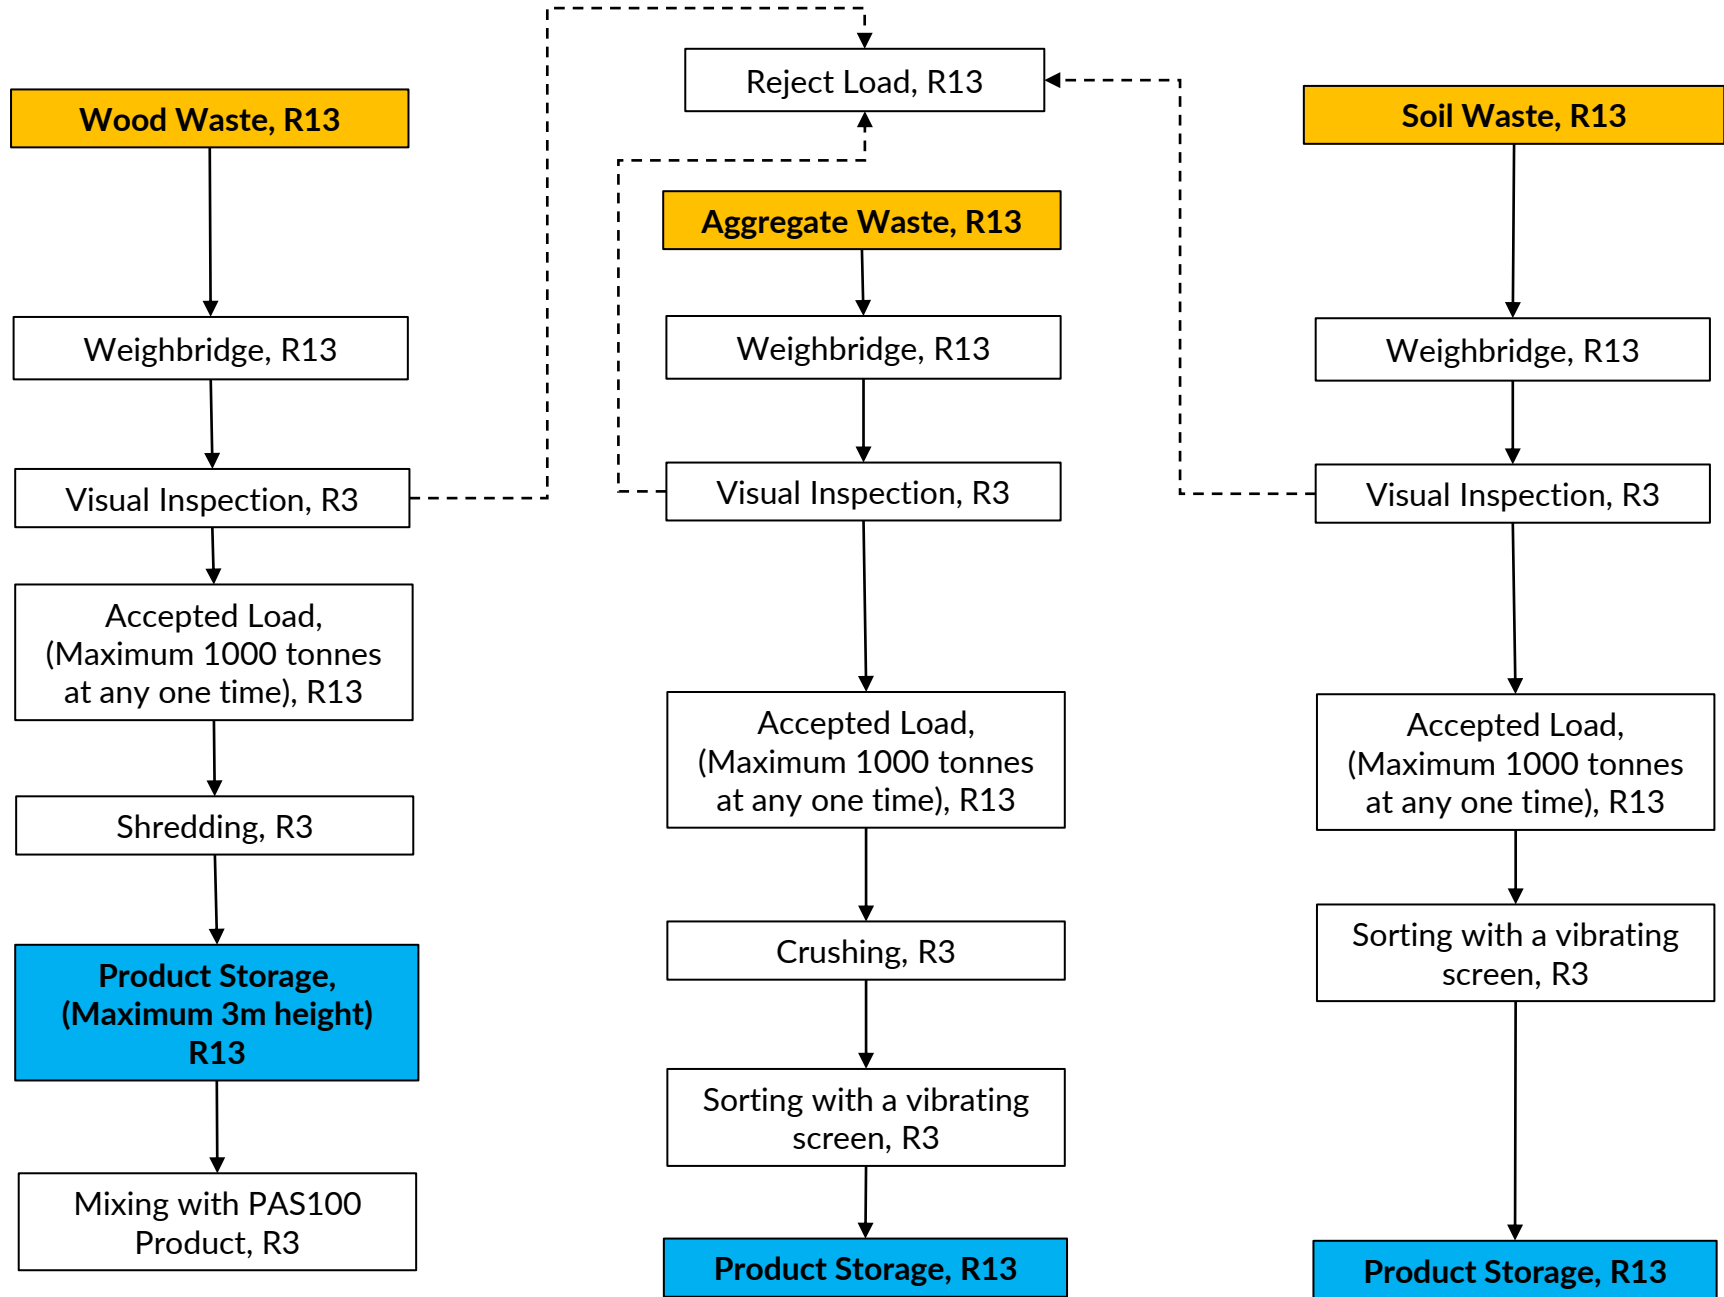 Reject Load, R13
Wood Waste, R13
Weighbridge, R13
Visual Inspection, R3
Accepted Load,
(Maximum 1000 tonnes
at any one time), R13
Shredding, R3
Product Storage,
(Maximum 3m height)
R13
Mixing with PAS100
Product, R3
Aggregate Waste, R13
Weighbridge, R13
Visual Inspection, R3
Accepted Load,
(Maximum 1000 tonnes
at any one time), R13
Crushing, R3
Sorting with a vibrating
screen, R3
Product Storage, R13
Soil Waste, R13
Weighbridge, R13
Visual Inspection, R3
Accepted Load,
(Maximum 1000 tonnes
at any one time), R13
Sorting with a vibrating
screen, R3
Product Storage, R13